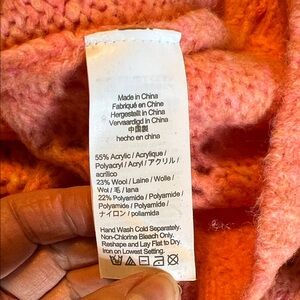 Made in China
Fabriqué en Chine
Hergestellt in China
Vervaardigd in China
中国製
hecho en china
55% Acrylic / Acrylique /
Polyacryl / Acryl / アクリル /
acrílico
23% Wool / Laine / Wolle /
Wol / 毛 / lana
22% Polyamide / Polyamide /
Polyamide / Polyamide /
ナイロン / poliamida
Hand Wash Cold Separately.
Non-Chlorine Bleach Only.
Reshape and Lay Flat to Dry.
Iron on Lowest Setting.